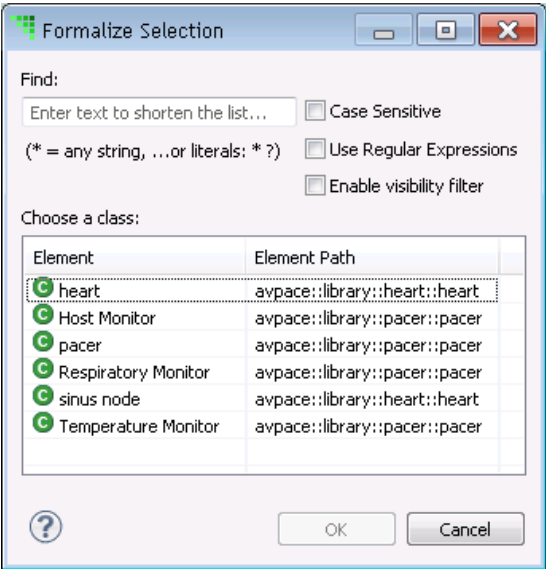 Formalize Selection
Find:
Enter text to shorten the list...
Case Sensitive
(* = any string, ...or literals: * ?)
Use Regular Expressions
Enable visibility filter
Choose a class:
Element Element Path
C heart avpace::library::heart::heart
C Host Monitor avpace::library::pacer::pacer
C pacer avpace::library::pacer::pacer
C Respiratory Monitor avpace::library::pacer::pacer
C sinus node avpace::library::heart::heart
C Temperature Monitor avpace::library::pacer::pacer
? OK Cancel